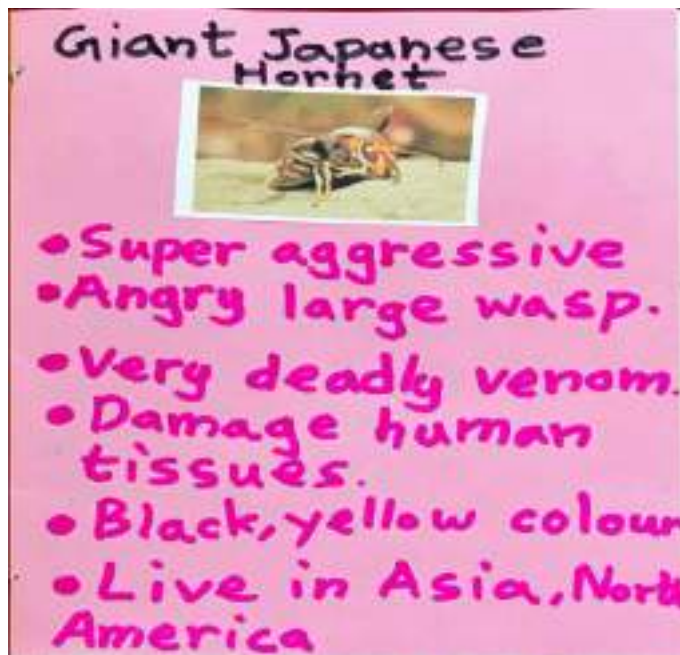 Giant Japanese
Hornet
• Super aggressive
• Angry large wasp.
• Very deadly venom.
• Damage human
tissues.
• Black, yellow colour
• Live in Asia, North
America